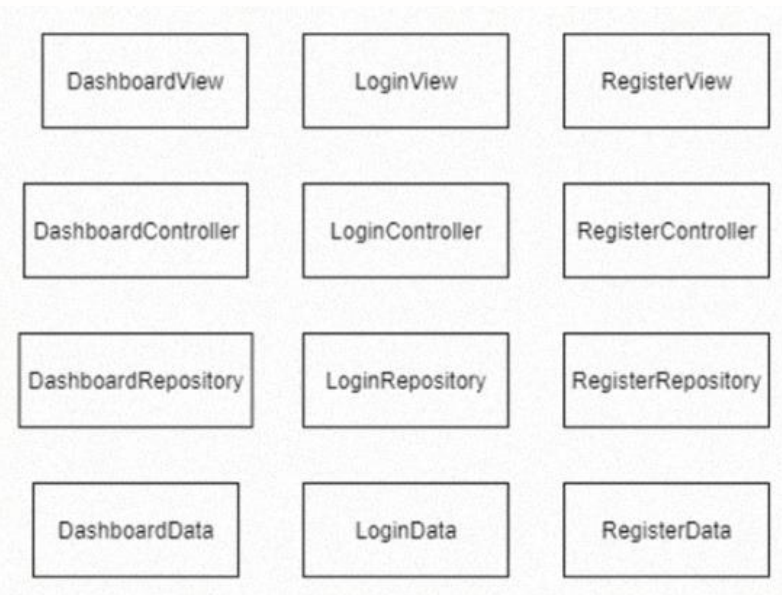 DashboardView
LoginView
RegisterView
DashboardController
LoginController
RegisterController
DashboardRepository
LoginRepository
RegisterRepository
DashboardData
LoginData
RegisterData